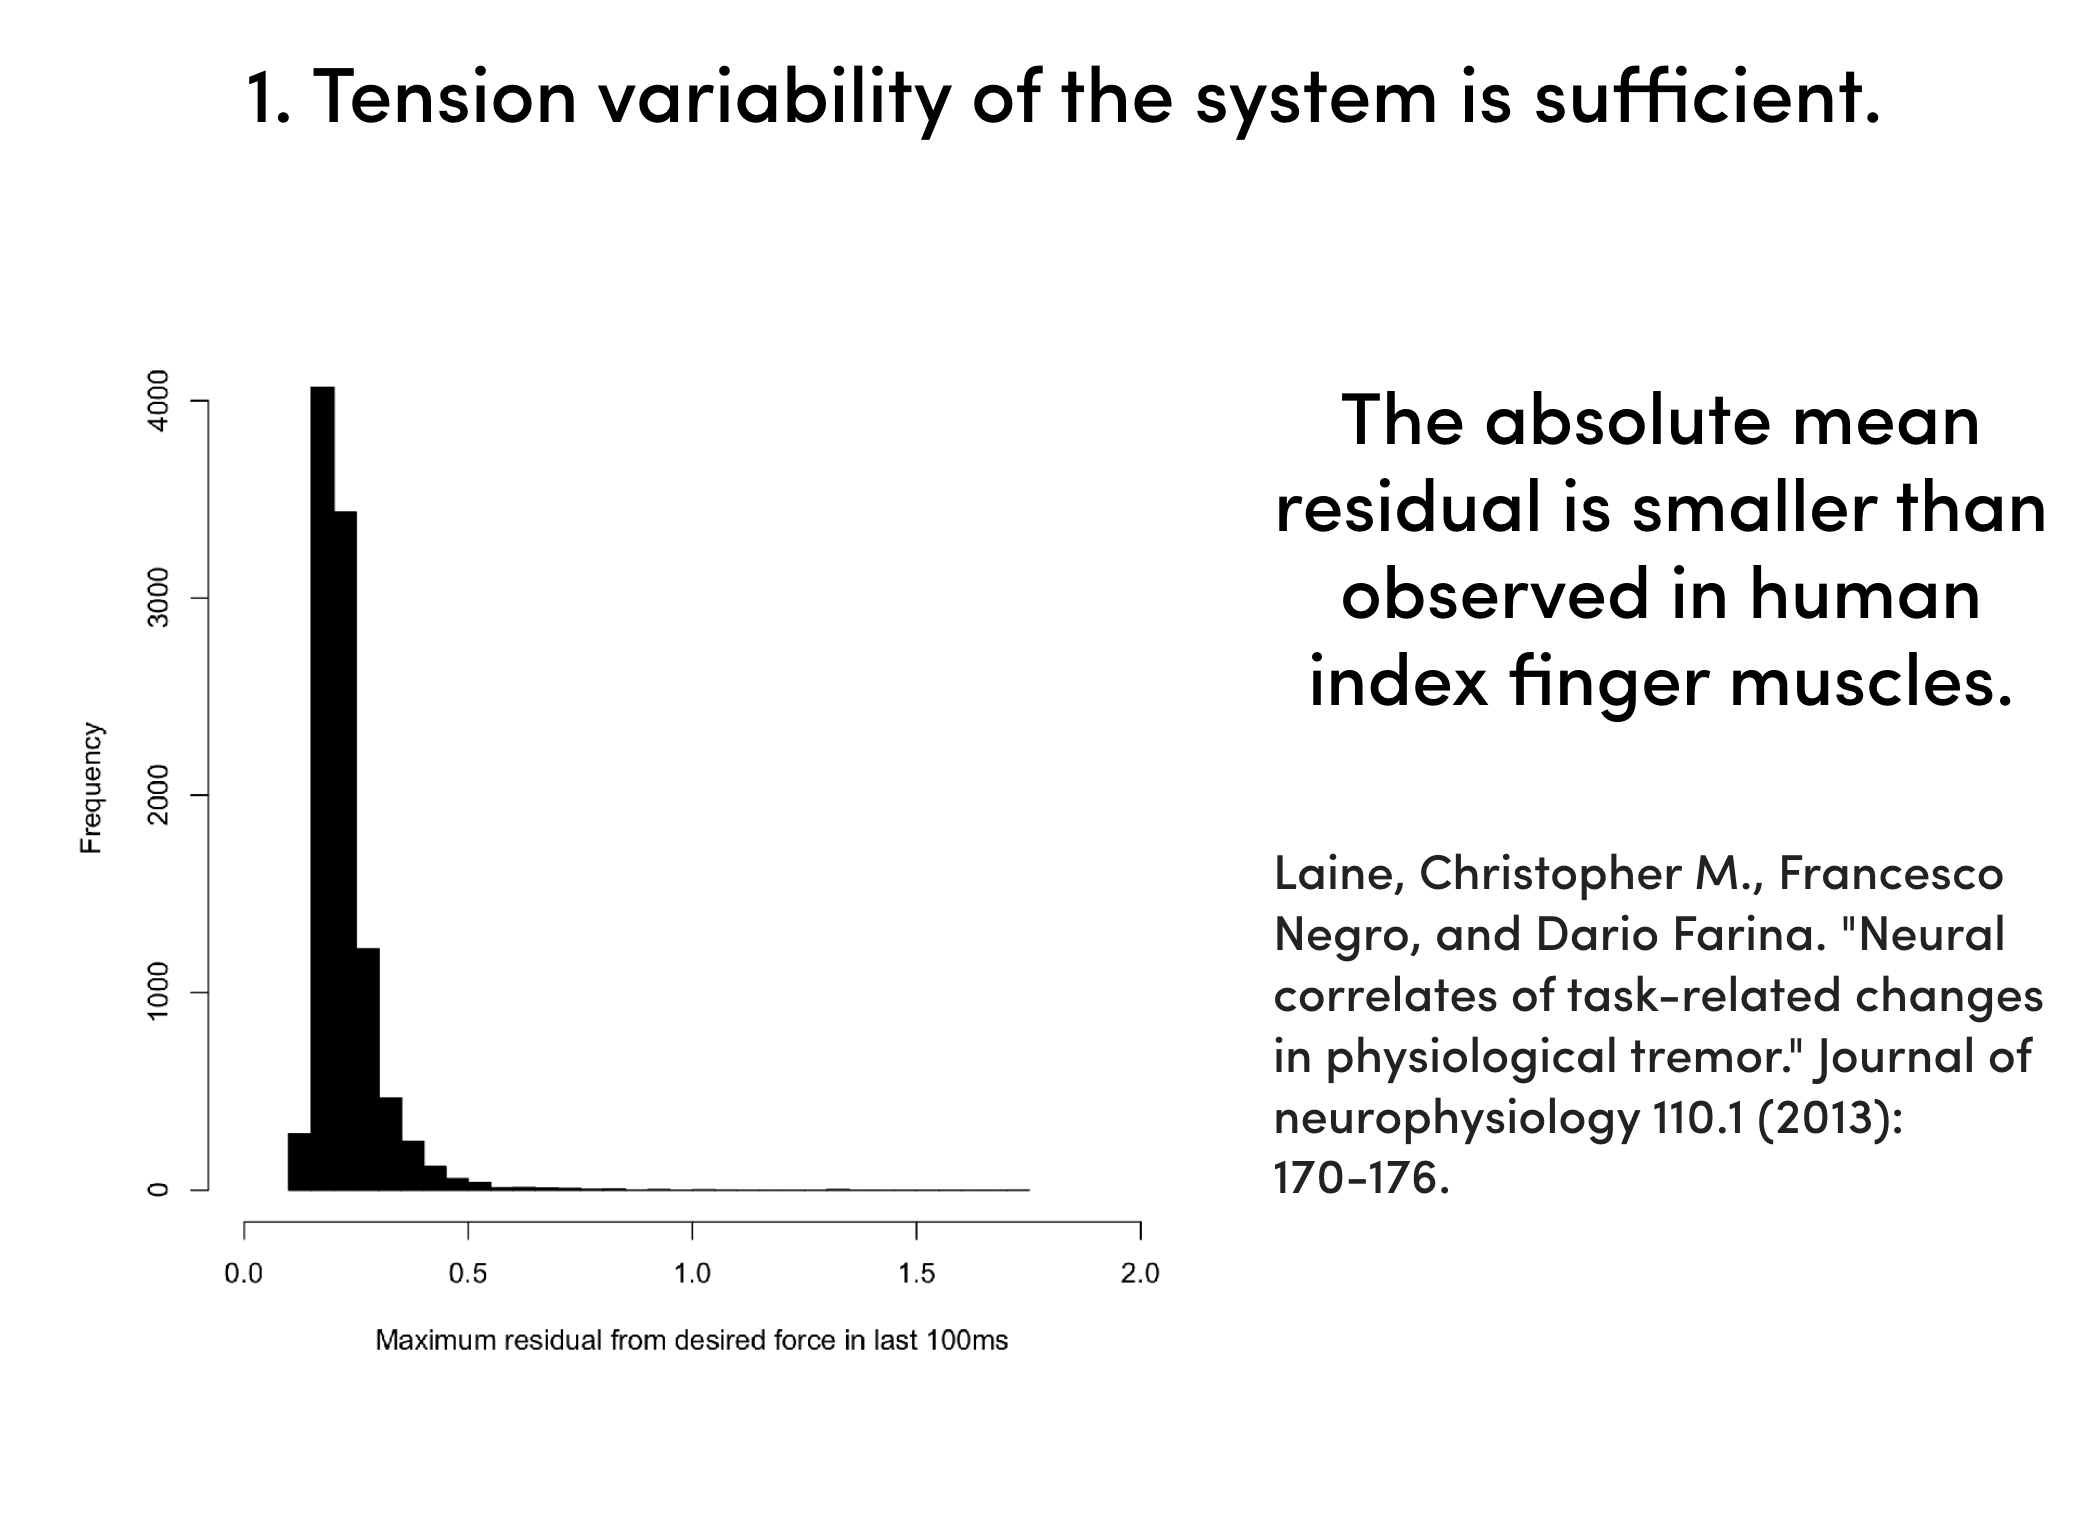 1. Tension variability of the system is sufficient.
4000
3000
2000
1000
0
Frequency
0.0 0.5 1.0 1.5 2.0
Maximum residual from desired force in last 100ms
The absolute mean
residual is smaller than
observed in human
index finger muscles.
Laine, Christopher M., Francesco
Negro, and Dario Farina. "Neural
correlates of task-related changes
in physiological tremor." Journal of
neurophysiology 110.1 (2013):
170-176.